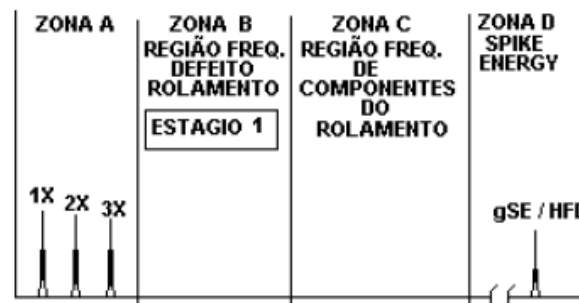 ZONA A
ZONA B
REGIÃO FREQ.
DEFEITO
ROLAMENTO
ESTAGIO 1
ZONA C
REGIÃO FREQ.
DE
COMPONENTES
DO
ROLAMENTO
ZONA D
SPIKE
ENERGY
1X 2X 3X
gSE / HFD